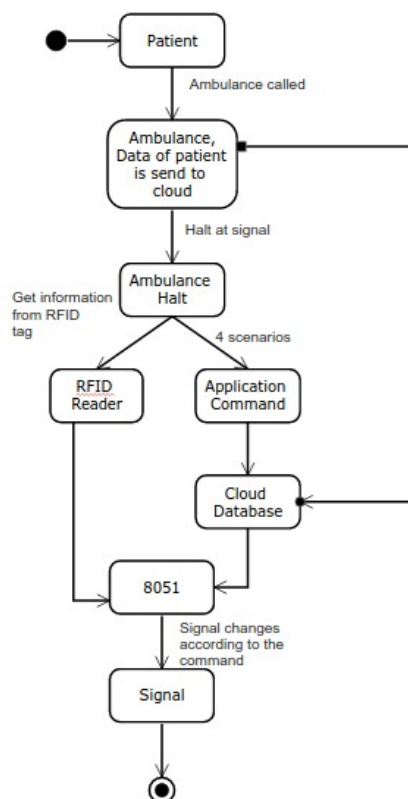 Patient
Ambulance called
Ambulance,
Data of patient
is send to
cloud
Halt at signal
Ambulance
Halt
Get information
from RFID
tag
4 scenarios
RFID
Reader
Application
Command
Cloud
Database
8051
Signal changes
according to the
command
Signal